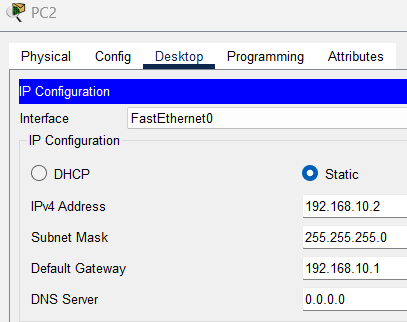 PC2
Physical Config Desktop Programming Attributes
IP Configuration
Interface FastEthernet0
IP Configuration
DHCP Static
IPv4 Address 192.168.10.2
Subnet Mask 255.255.255.0
Default Gateway 192.168.10.1
DNS Server 0.0.0.0